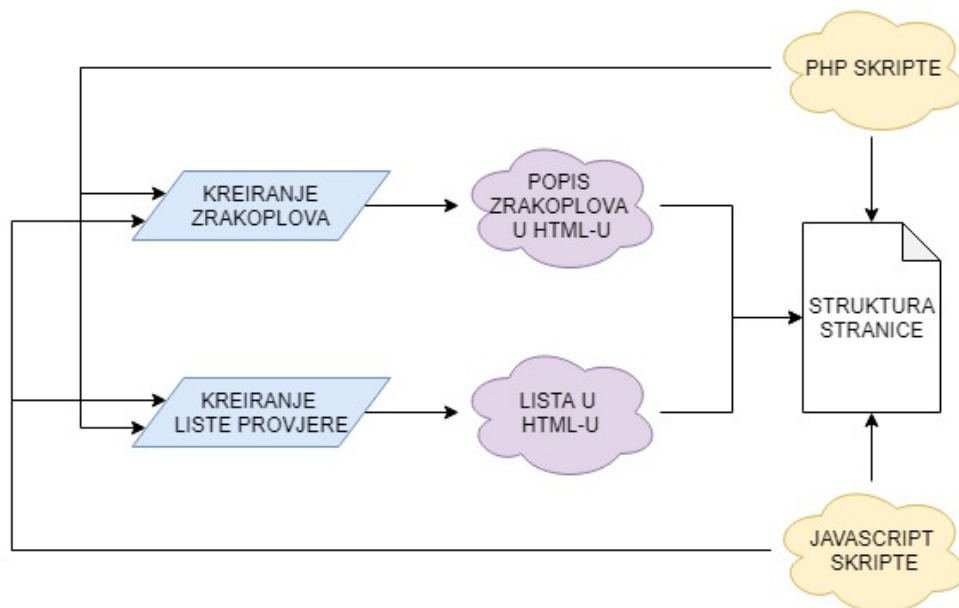 PHP SKRIPTE
KREIRANJE
ZRAKOPLOVA
POPIS
ZRAKOPLOVA
U HTML-U
STRUKTURA
STRANICE
KREIRANJE
LISTE PROVJERE
LISTA U
HTML-U
JAVASCRIPT
SKRIPTE